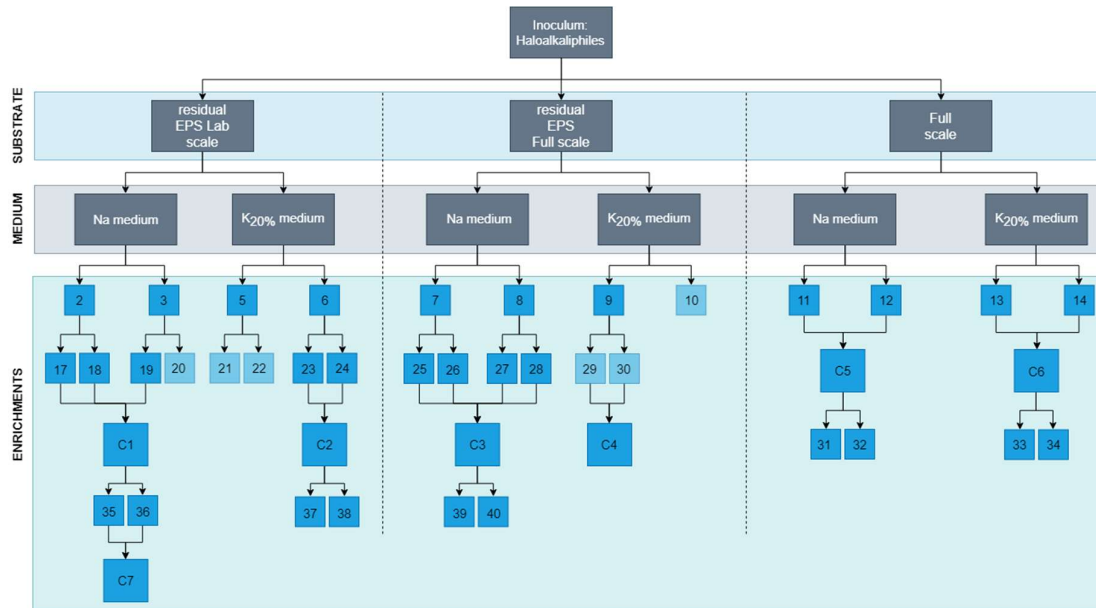 Inoculum:
Haloalkaliphiles
SUBSTRATE
residual
EPS Lab
scale
residual
EPS
Full scale
Full
scale
MEDIUM
Na medium
K20% medium
Na medium
K20% medium
Na medium
K20% medium
ENRICHMENTS
2 3 5 6 7 8 9 10 11 12 13 14
17 18 19 20 21 22 23 24 25 26 27 28 29 30
C5 C6
C1 C2 C3 C4
31 32 33 34
35 36 37 38 39 40
C7